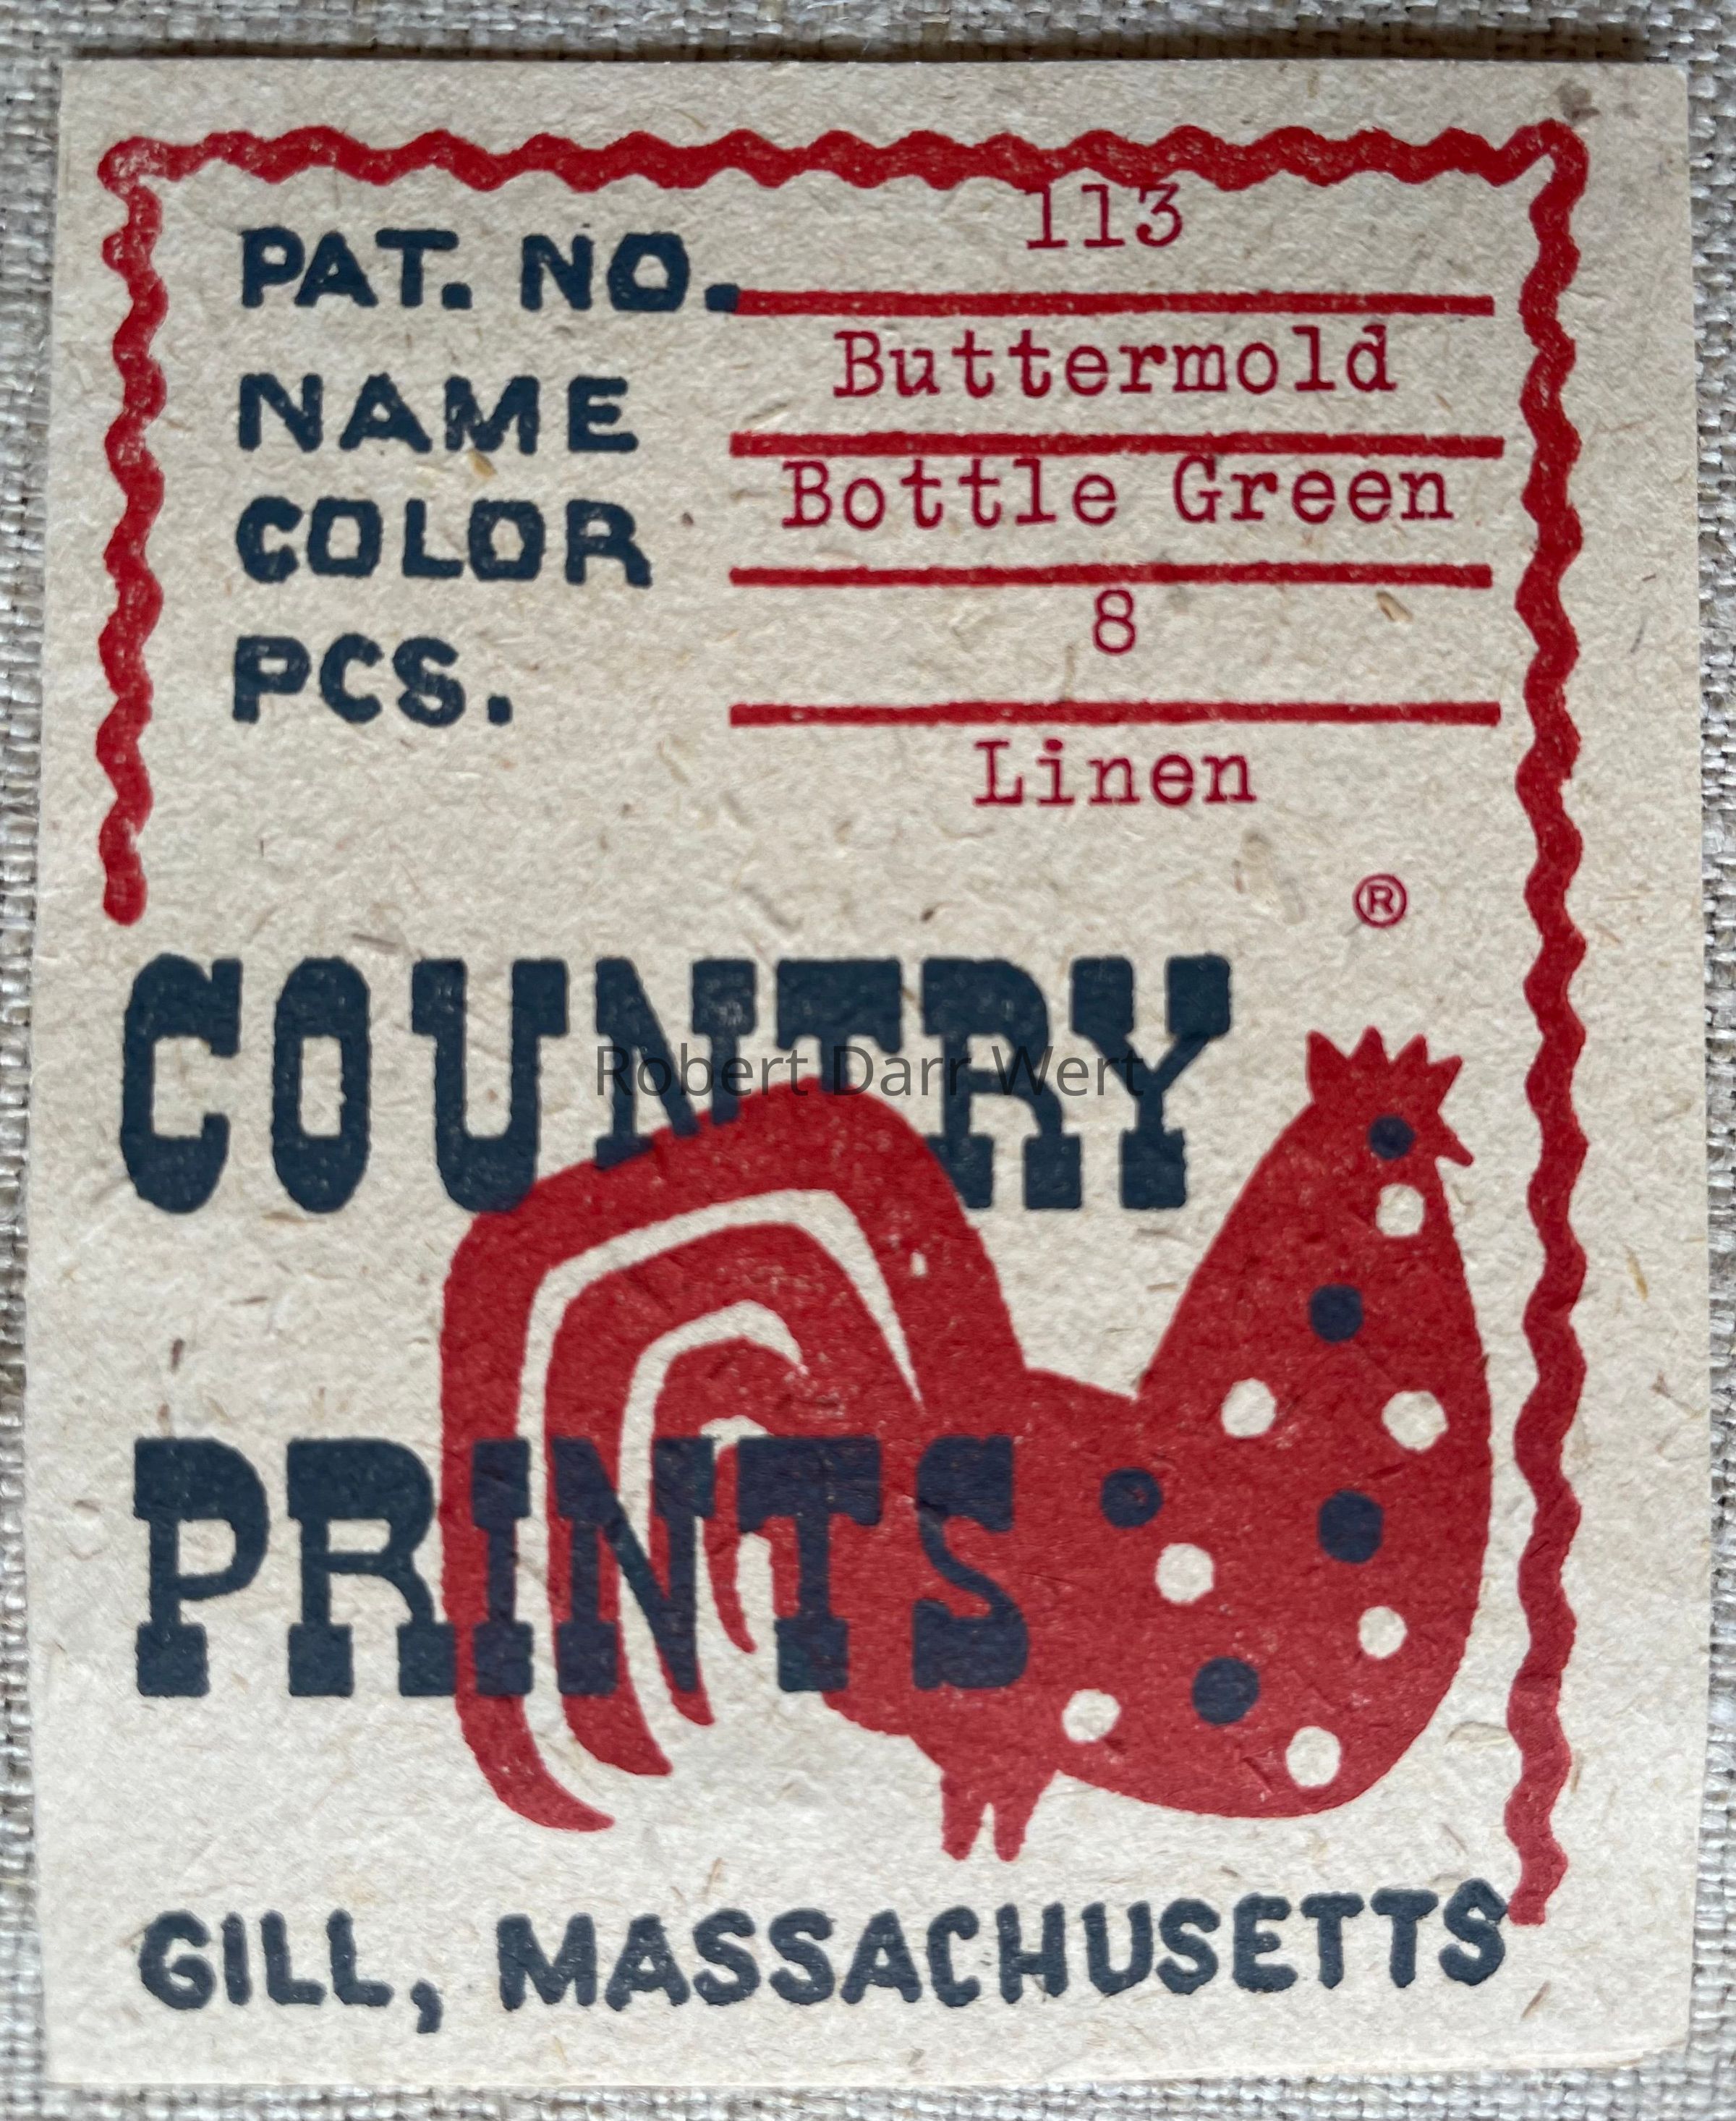 PAT. NO. 113
NAME Buttermold
COLOR Bottle Green
PCS. 8
Linen
®
COUNTRY
Robert Darr Wert
PRINTS
GILL, MASSACHUSETTS